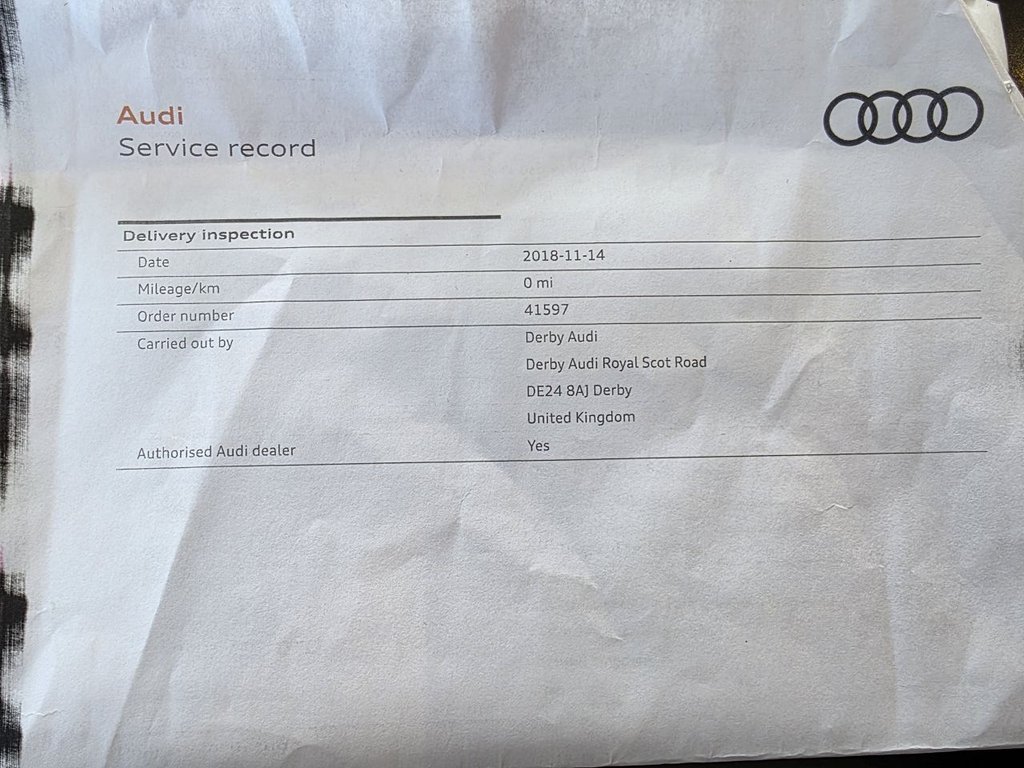 Audi
Service record
Delivery inspection
Date 2018-11-14
Mileage/km 0 mi
Order number 41597
Carried out by Derby Audi
Derby Audi Royal Scot Road
DE24 8AJ Derby
United Kingdom
Authorised Audi dealer Yes